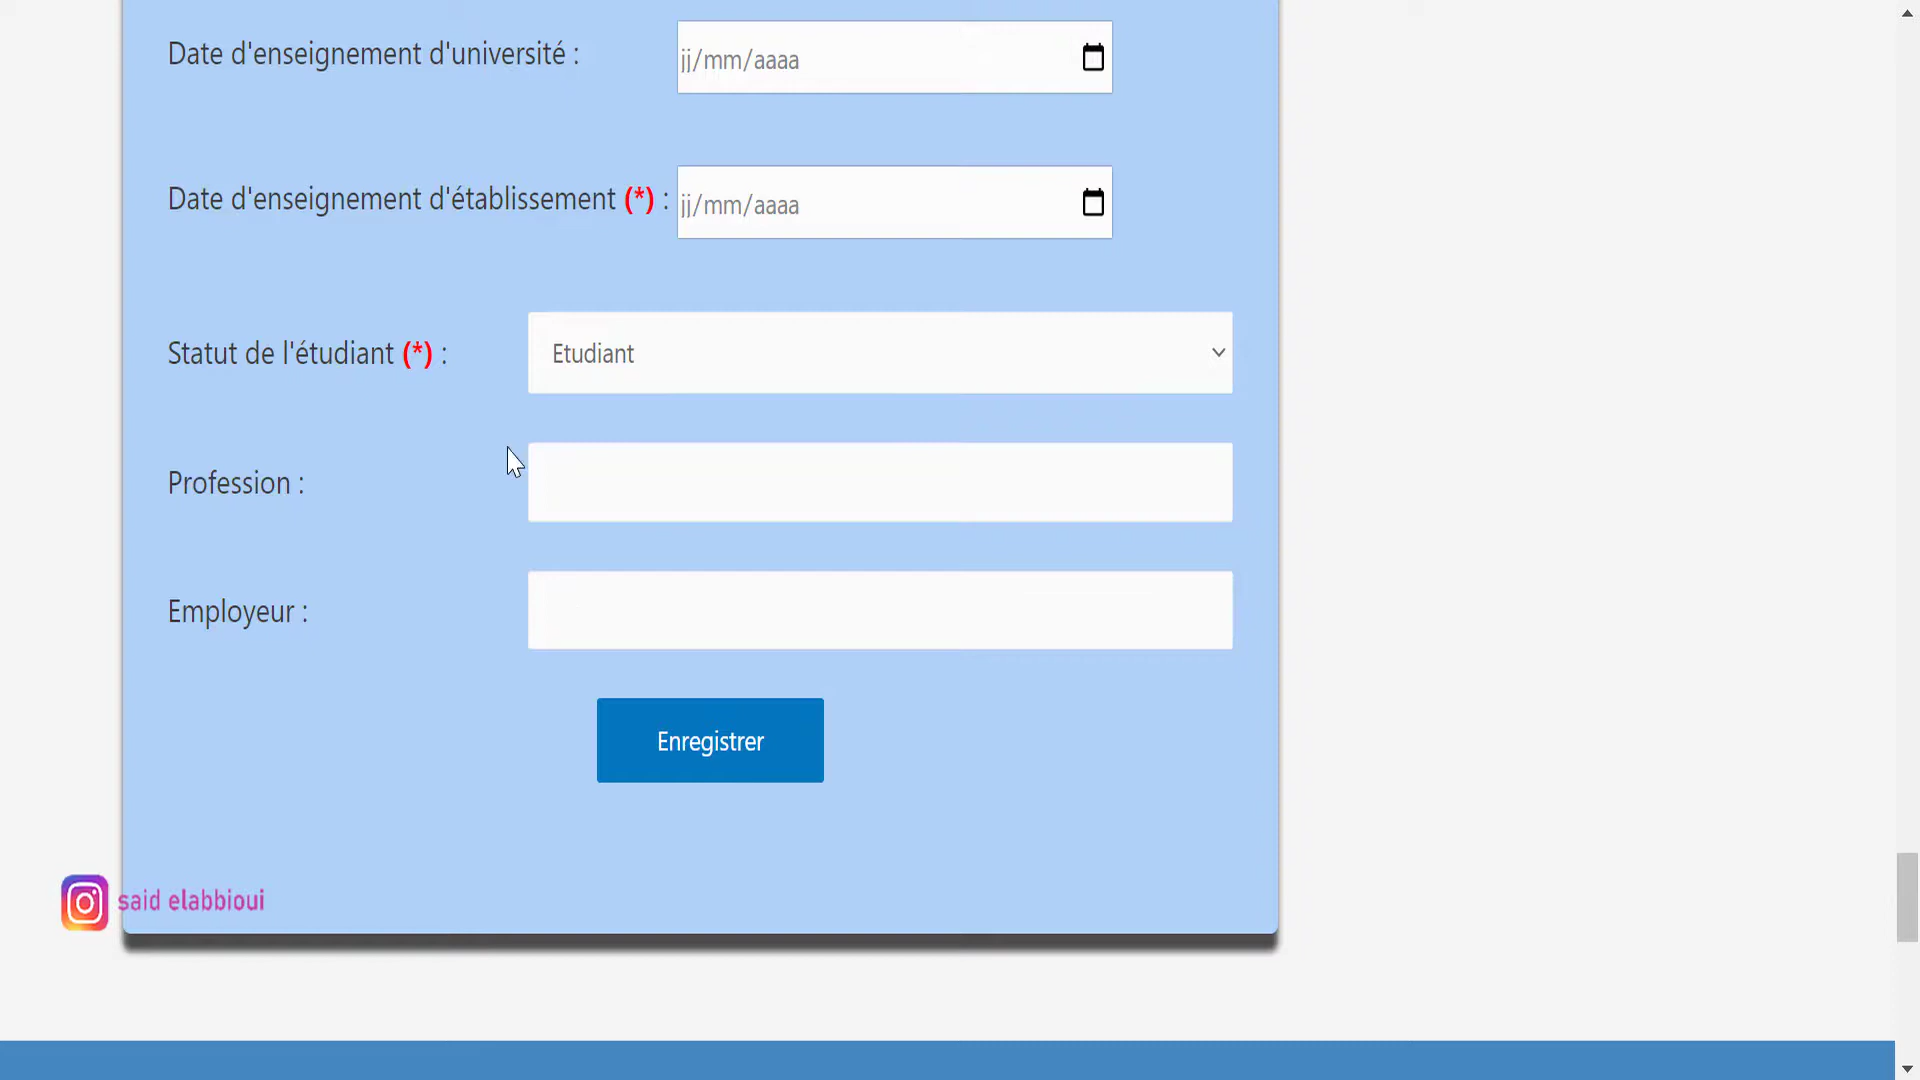 Date d'enseignement d'université : jj/mm/aaaa
Date d'enseignement d'établissement (*) : jj/mm/aaaa
Statut de l'étudiant (*) : Etudiant
Profession :
Employeur :
Enregistrer
said elabbioui